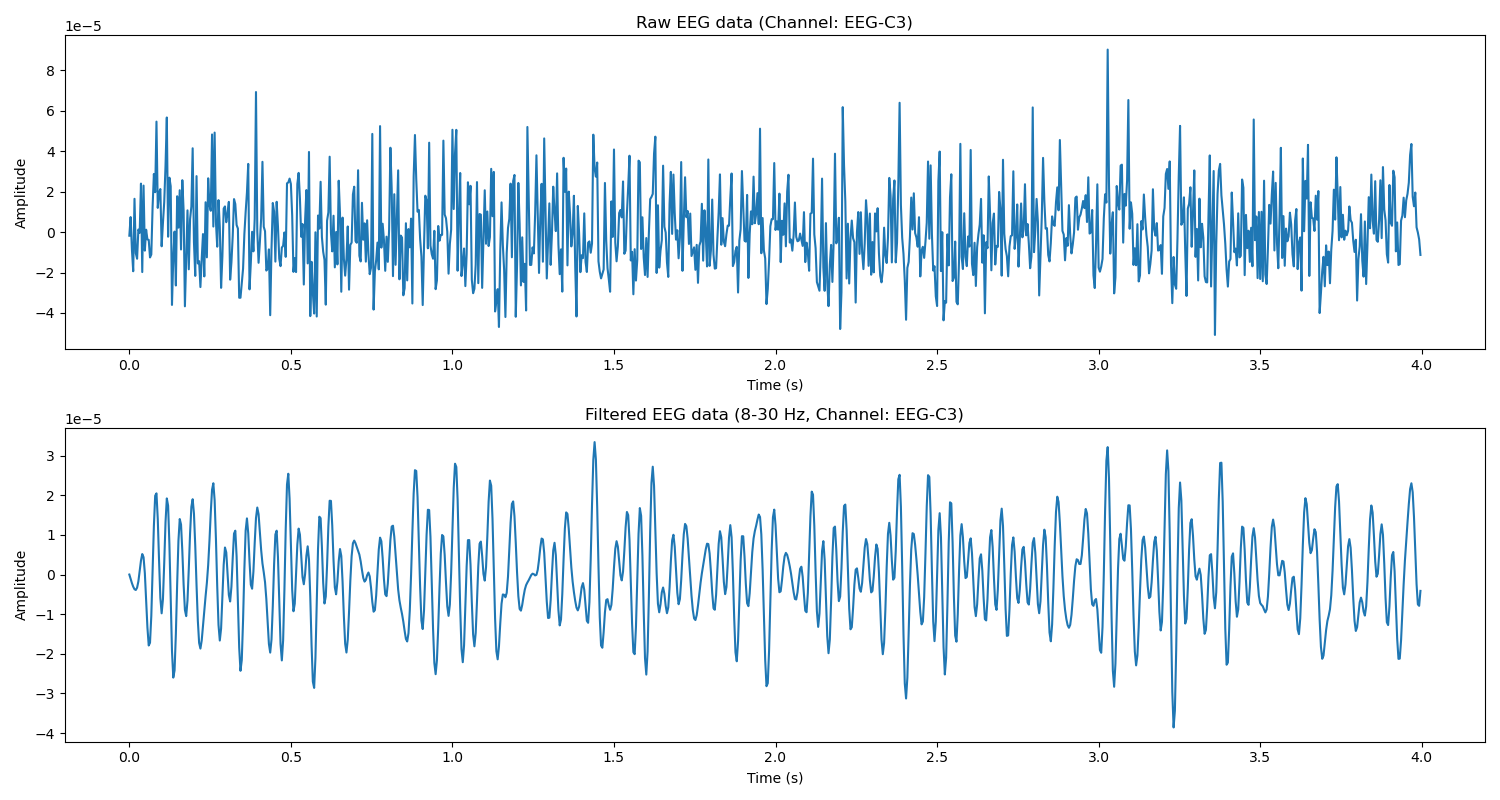 Raw EEG data (Channel: EEG-C3)
1e−5
8
6
4
2
0
−2
−4
Amplitude
0.0 0.5 1.0 1.5 2.0 2.5 3.0 3.5 4.0
Time (s)
Filtered EEG data (8-30 Hz, Channel: EEG-C3)
1e−5
3
2
1
0
−1
−2
−3
−4
Amplitude
0.0 0.5 1.0 1.5 2.0 2.5 3.0 3.5 4.0
Time (s)